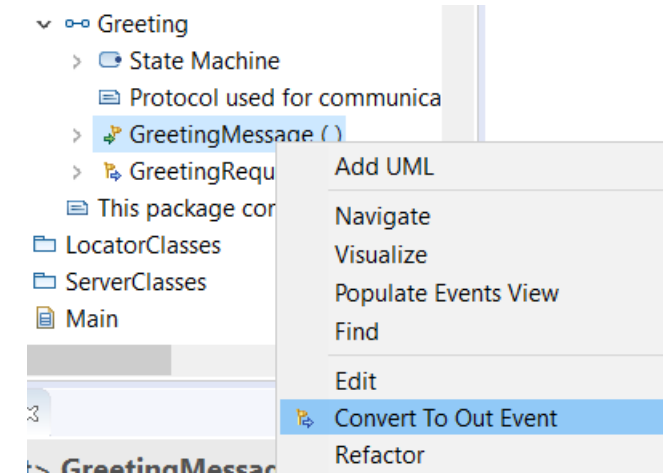 Greeting
State Machine
Protocol used for communica
GreetingMessage ( )
GreetingRequ
This package cor
LocatorClasses
ServerClasses
Main
Add UML
Navigate
Visualize
Populate Events View
Find
Edit
Convert To Out Event
Refactor
GreetingMessag